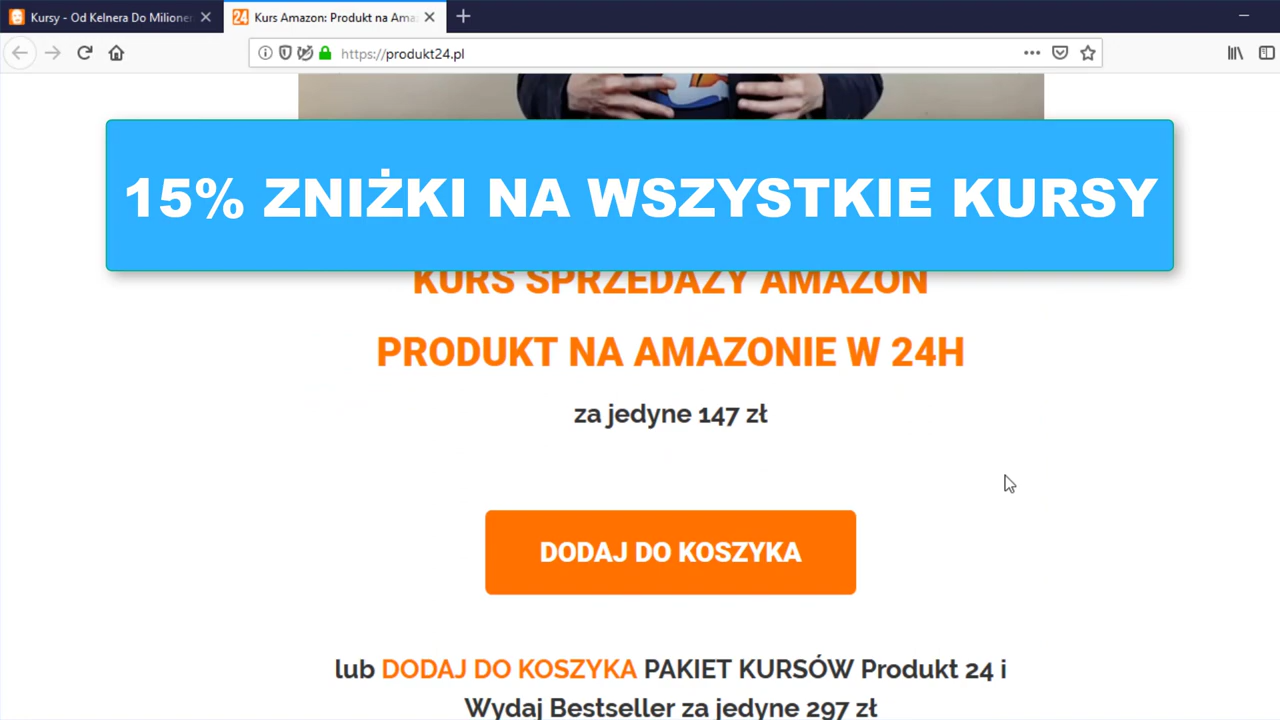 Kursy - Od Kelnera Do Milioner
Kurs Amazon: Produkt na Ama
https://produkt24.pl
15% ZNIŻKI NA WSZYSTKIE KURSY
KURS SPRZEDAŻY AMAZON
PRODUKT NA AMAZONIE W 24H
za jedyne 147 zł
DODAJ DO KOSZYKA
lub DODAJ DO KOSZYKA PAKIET KURSÓW Produkt 24 i
Wydaj Bestseller za jedyne 297 zł